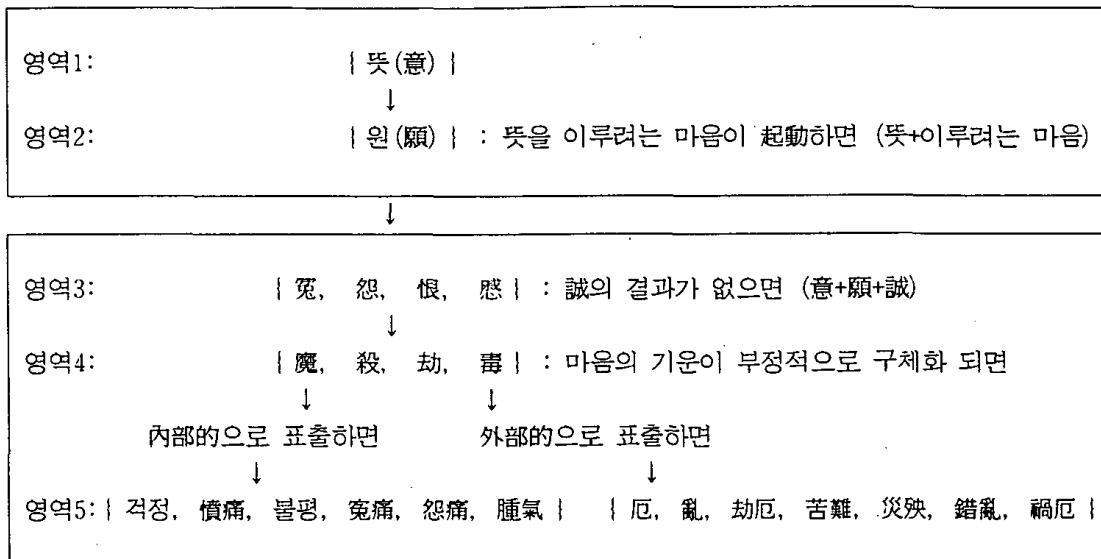 영역1: | 뜻(意) |
↓
영역2: | 원(願) | : 뜻을 이루려는 마음이 起動하면 (뜻+이루려는 마음)
↓
영역3: | 冤, 怨, 恨, 慼 | : 誠의 결과가 없으면 (意+願+誠)
↓
영역4: | 魔, 殺, 劫, 毒 | : 마음의 기운이 부정적으로 구체화 되면
↓ ↓
內部的으로 표출하면 外部的으로 표출하면
↓ ↓
영역5: | 걱정, 憤痛, 불평, 冤痛, 怨痛, 腫氣 | | 厄, 亂, 劫厄, 苦難, 災殃, 錯亂, 禍厄 |